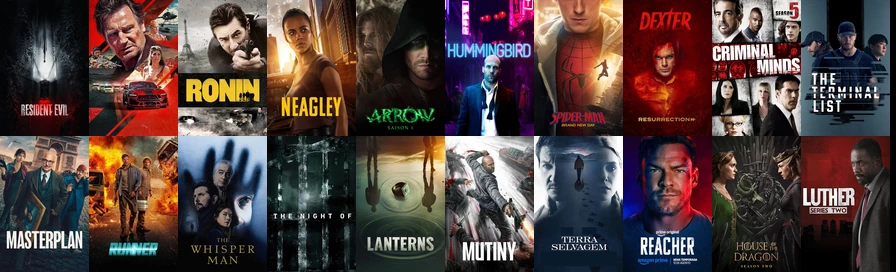 RESIDENT EVIL
RONIN
NEAGLEY
ARROW
SAISON 1
HUMMINGBIRD
SPIDER-MAN
BRAND NEW DAY
DEXTER
RESURRECTION
SEASON 5
CRIMINAL
MINDS
THE
TERMINAL
LIST
MASTERPLAN
RUNNER
THE
WHISPER
MAN
THE NIGHT OF
LANTERNS
MUTINY
TERRA
SELVAGEM
prime original
REACHER
HOUSE OF THE
DRAGON
SEASON TWO
LUTHER
SERIES TWO